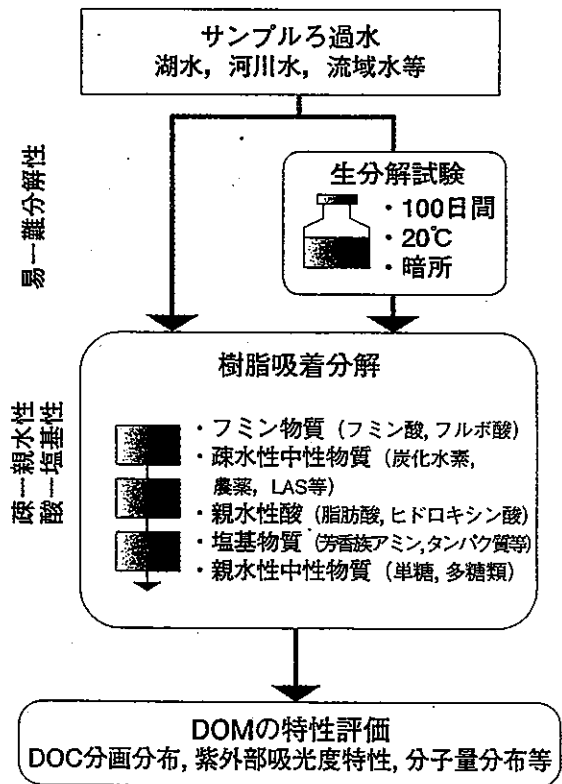 サンプルろ過水
湖水, 河川水, 流域水等
易ー難分解性
生分解試験
・100日間
・20℃
・暗所
樹脂吸着分解
疎ー親水性
酸ー塩基性
・フミン物質 (フミン酸, フルボ酸)
・疎水性中性物質 (炭化水素,
農薬, LAS等)
・親水性酸 (脂肪酸, ヒドロキシン酸)
・塩基物質 (芳香族アミン, タンパク質等)
・親水性中性物質 (単糖, 多糖類)
DOMの特性評価
DOC分画分布, 紫外部吸光度特性, 分子量分布等